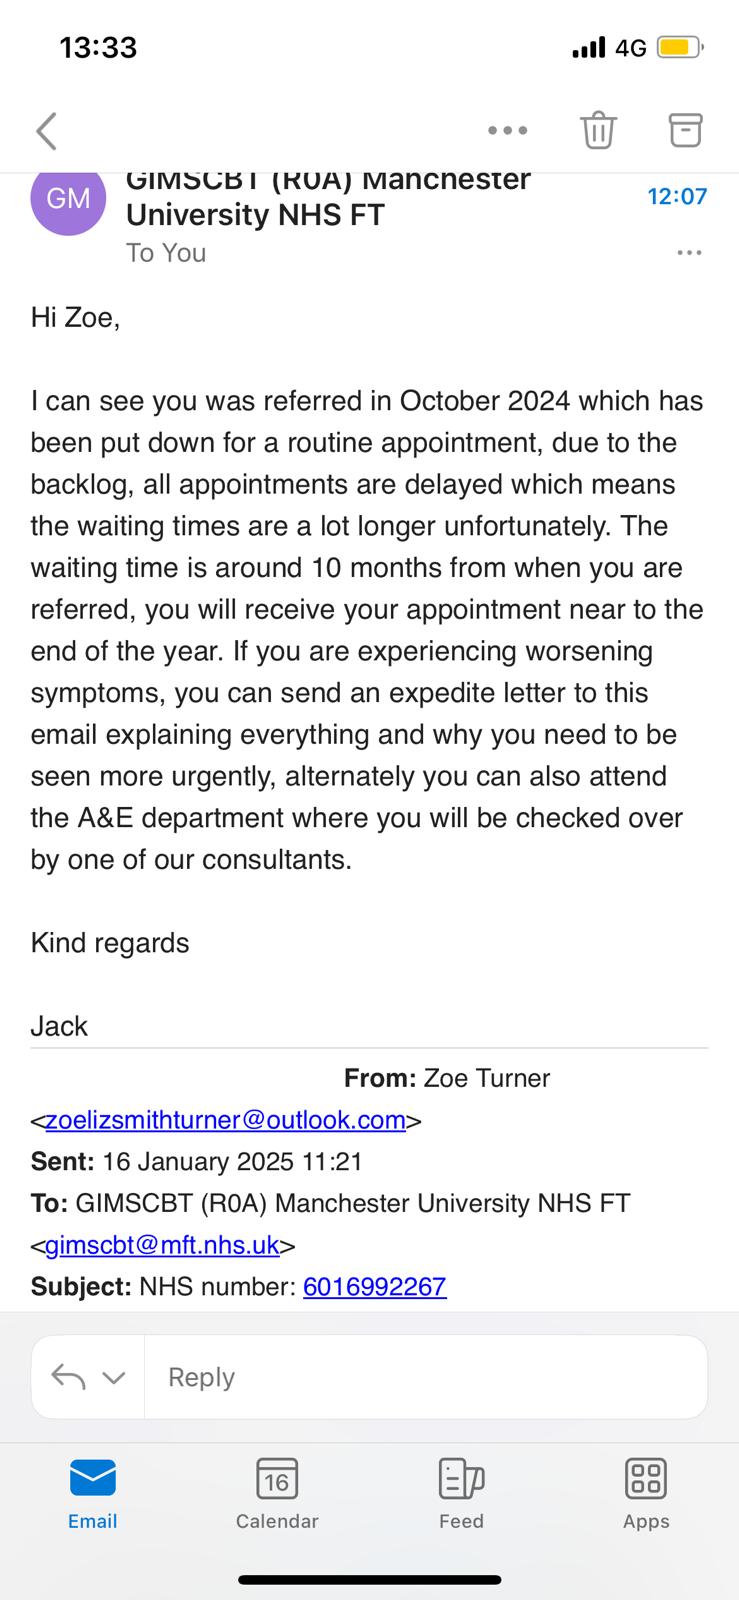 13:33
4G
GM
GIMSCBT (R0A) Manchester
University NHS FT
12:07
To You
Hi Zoe,
I can see you was referred in October 2024 which has
been put down for a routine appointment, due to the
backlog, all appointments are delayed which means
the waiting times are a lot longer unfortunately. The
waiting time is around 10 months from when you are
referred, you will receive your appointment near to the
end of the year. If you are experiencing worsening
symptoms, you can send an expedite letter to this
email explaining everything and why you need to be
seen more urgently, alternately you can also attend
the A&E department where you will be checked over
by one of our consultants.
Kind regards
Jack
From: Zoe Turner
<zoelizsmithturner@outlook.com>
Sent: 16 January 2025 11:21
To: GIMSCBT (R0A) Manchester University NHS FT
<gimscbt@mft.nhs.uk>
Subject: NHS number: 6016992267
Reply
16
Email
Calendar
Feed
Apps